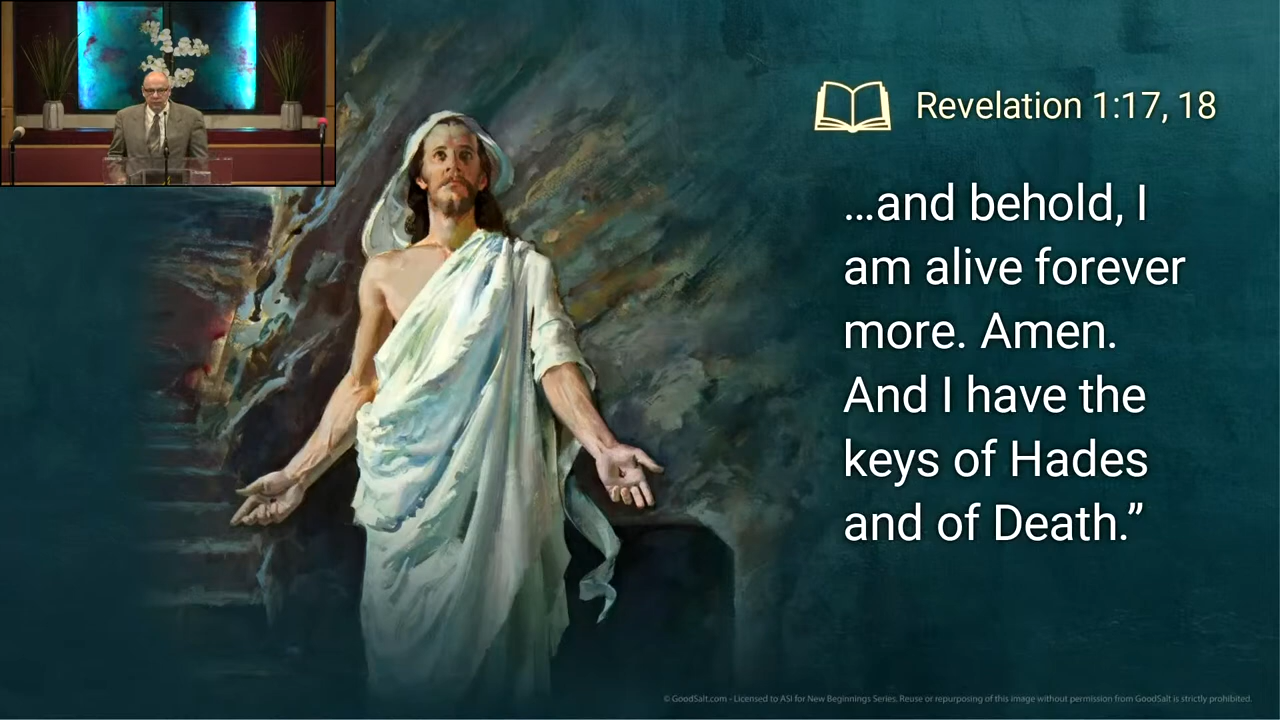 Revelation 1:17, 18
…and behold, I
am alive forever
more. Amen.
And I have the
keys of Hades
and of Death.”
© GoodSalt.com - Licensed to ASI for New Beginnings Series. Reuse or repurposing of this image without permission from GoodSalt is strictly prohibited.